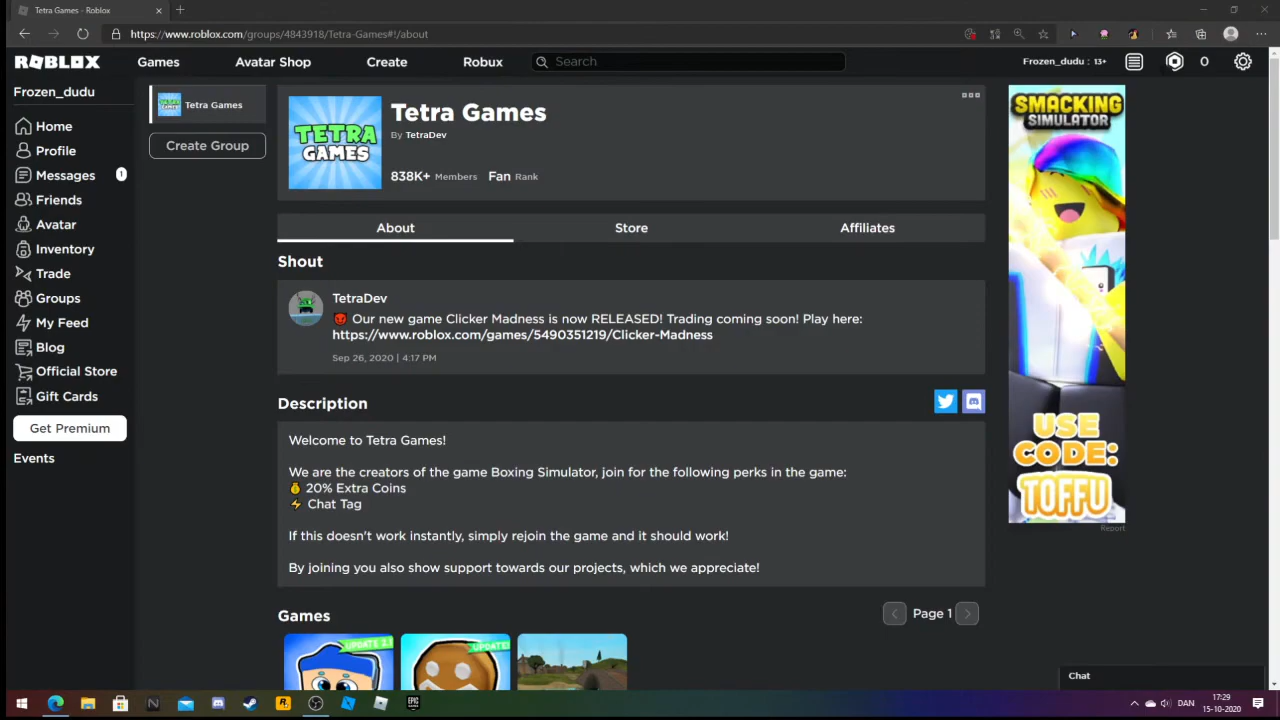 Tetra Games - Roblox
https://www.roblox.com/groups/4843918/Tetra-Games#!/about
ROBLOX Games Avatar Shop Create Robux Search Frozen_dudu : 13+ 0
Frozen_dudu
Home
Profile
Messages 1
Friends
Avatar
Inventory
Trade
Groups
My Feed
Blog
Official Store
Gift Cards
Get Premium
Events
Tetra Games
Create Group
TETRA
GAMES
Tetra Games
By TetraDev
838K+ Members Fan Rank
About Store Affiliates
Shout
TetraDev
👿 Our new game Clicker Madness is now RELEASED! Trading coming soon! Play here:
https://www.roblox.com/games/5490351219/Clicker-Madness
Sep 26, 2020 | 4:17 PM
Description
Welcome to Tetra Games!
We are the creators of the game Boxing Simulator, join for the following perks in the game:
💰 20% Extra Coins
⚡ Chat Tag
If this doesn't work instantly, simply rejoin the game and it should work!
By joining you also show support towards our projects, which we appreciate!
Games
Page 1
UPDATE
SMACKING
SIMULATOR
USE
CODE:
TOFFU
Report
Chat
EPIC
GAMES
DAN
17:29
15-10-2020